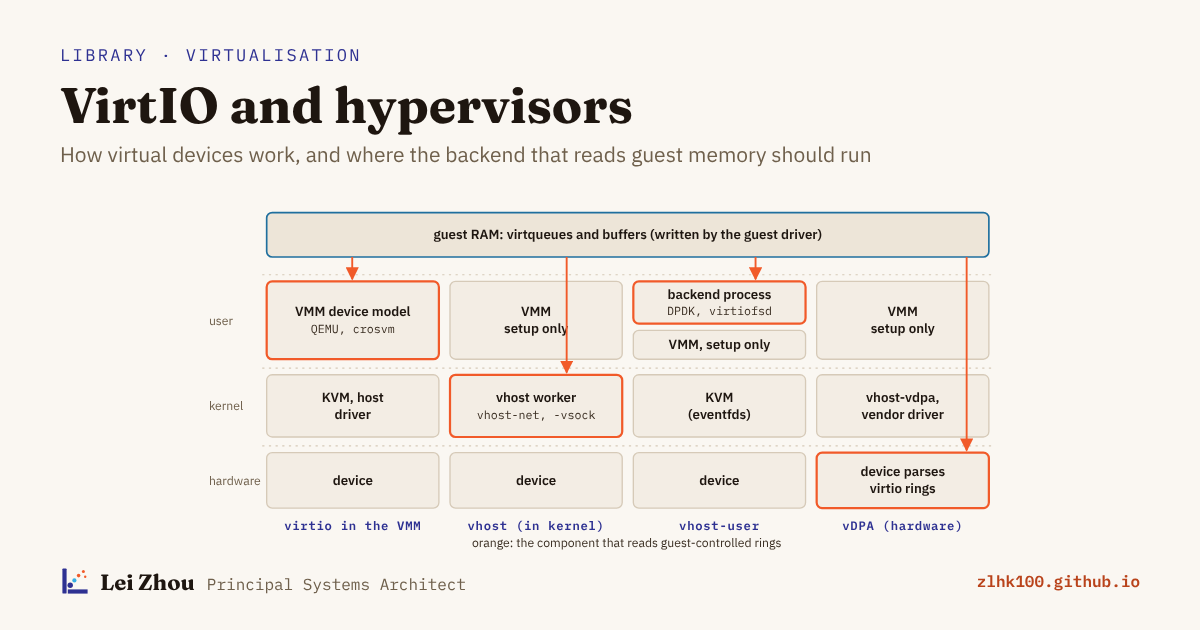 LIBRARY · VIRTUALISATION
VirtIO and hypervisors
How virtual devices work, and where the backend that reads guest memory should run
guest RAM: virtqueues and buffers (written by the guest driver)
user
VMM device model
QEMU, crosvm
VMM
setup only
backend process
DPDK, virtiofsd
VMM, setup only
VMM
setup only
kernel
KVM, host
driver
vhost worker
vhost-net, -vsock
KVM
(eventfds)
vhost-vdpa,
vendor driver
hardware
device
device
device
device parses
virtio rings
virtio in the VMM
vhost (in kernel)
vhost-user
vDPA (hardware)
orange: the component that reads guest-controlled rings
Lei Zhou Principal Systems Architect
zlhk100.github.io